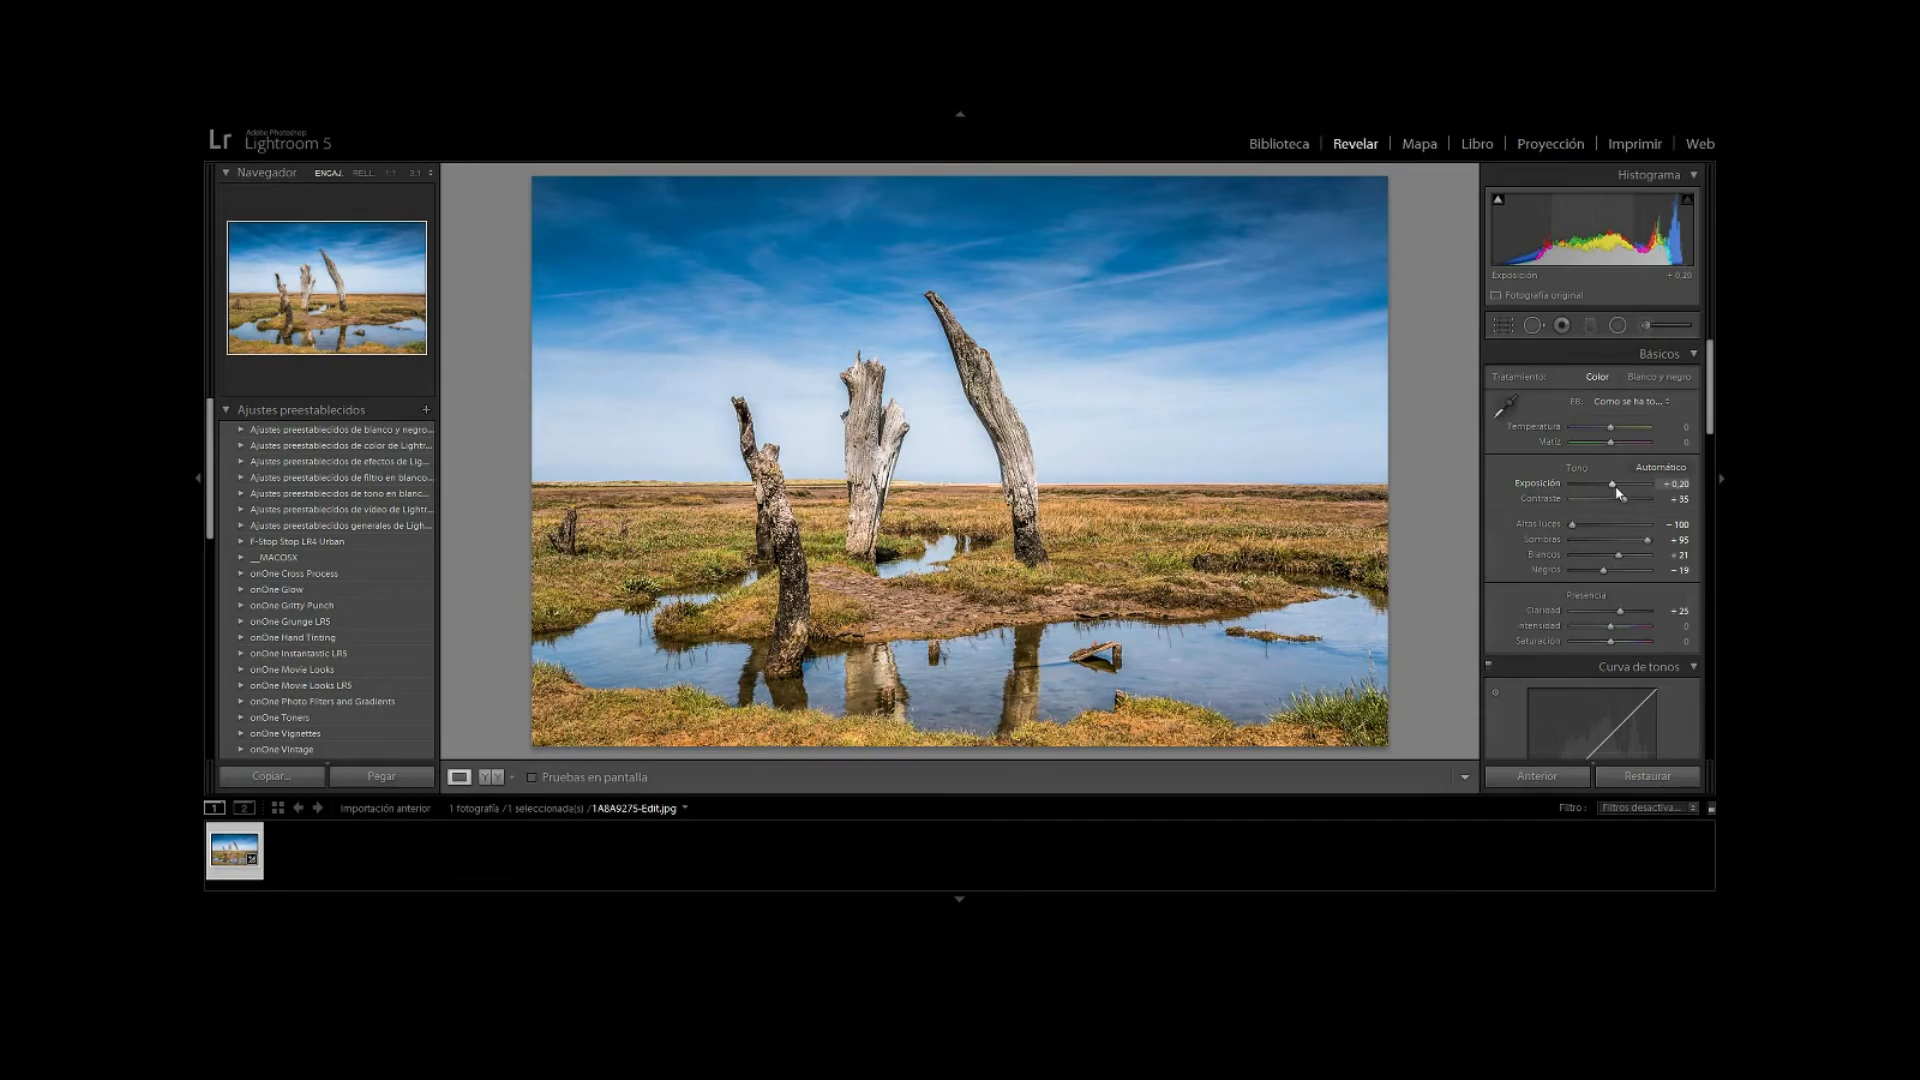 Lr Adobe Photoshop
Lightroom 5
Biblioteca | Revelar | Mapa | Libro | Proyección | Imprimir | Web
Navegador ENCAJ. RELL. 1:1 3:1
Ajustes preestablecidos +
Ajustes preestablecidos de blanco y negro...
Ajustes preestablecidos de color de Lightr...
Ajustes preestablecidos de efectos de Lig...
Ajustes preestablecidos de filtro en blanco...
Ajustes preestablecidos de tono en blanc...
Ajustes preestablecidos de vídeo de Lightr...
Ajustes preestablecidos generales de Ligh...
F-Stop Stop LR4 Urban
__MACOSX
onOne Cross Process
onOne Glow
onOne Gritty Punch
onOne Grunge LR5
onOne Hand Tinting
onOne Instantastic LR5
onOne Movie Looks
onOne Movie Looks LR5
onOne Photo Filters and Gradients
onOne Toners
onOne Vignettes
onOne Vintage
Copiar... Pegar
Pruebas en pantalla
Histograma
Exposición + 0,20
Fotografía original
Básicos
Tratamiento: Color Blanco y negro
EB: Como se ha to...
Temperatura 0
Matiz 0
Tono Automático
Exposición + 0,20
Contraste + 35
Altas luces − 100
Sombras + 95
Blancos + 21
Negros − 19
Presencia
Claridad + 25
Intensidad 0
Saturación 0
Curva de tonos
Anterior Restaurar
1 2 Importación anterior 1 fotografía /1 seleccionada(s) /1A8A9275-Edit.jpg
Filtro : Filtros desactiva...